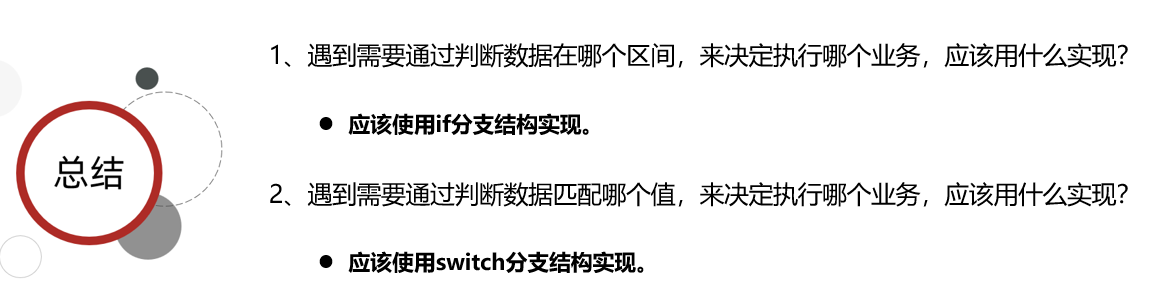 总结
1、遇到需要通过判断数据在哪个区间，来决定执行哪个业务，应该用什么实现？
● 应该使用if分支结构实现。
2、遇到需要通过判断数据匹配哪个值，来决定执行哪个业务，应该用什么实现？
● 应该使用switch分支结构实现。